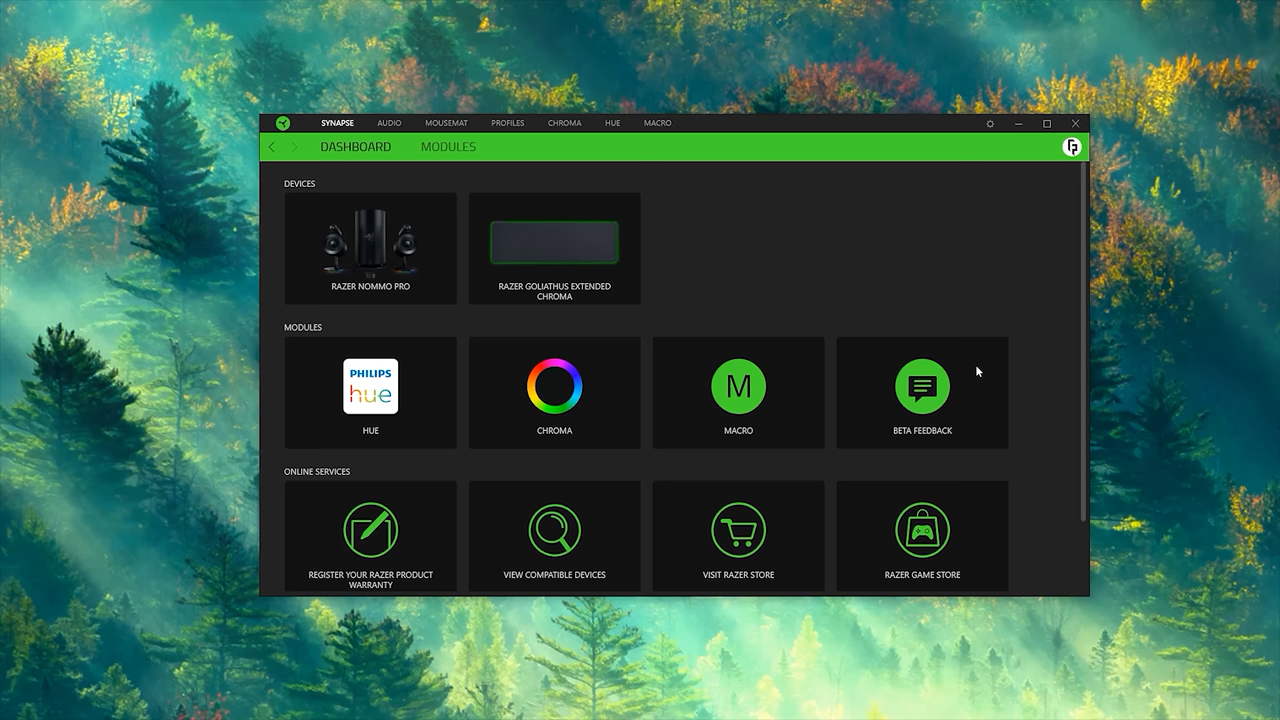 SYNAPSE AUDIO MOUSEMAT PROFILES CHROMA HUE MACRO
DASHBOARD MODULES
DEVICES
RAZER NOMMO PRO
RAZER GOLIATHUS EXTENDED
CHROMA
MODULES
PHILIPS
hue
M
HUE
CHROMA
MACRO
BETA FEEDBACK
ONLINE SERVICES
REGISTER YOUR RAZER PRODUCT
WARRANTY
VIEW COMPATIBLE DEVICES
VISIT RAZER STORE
RAZER GAME STORE